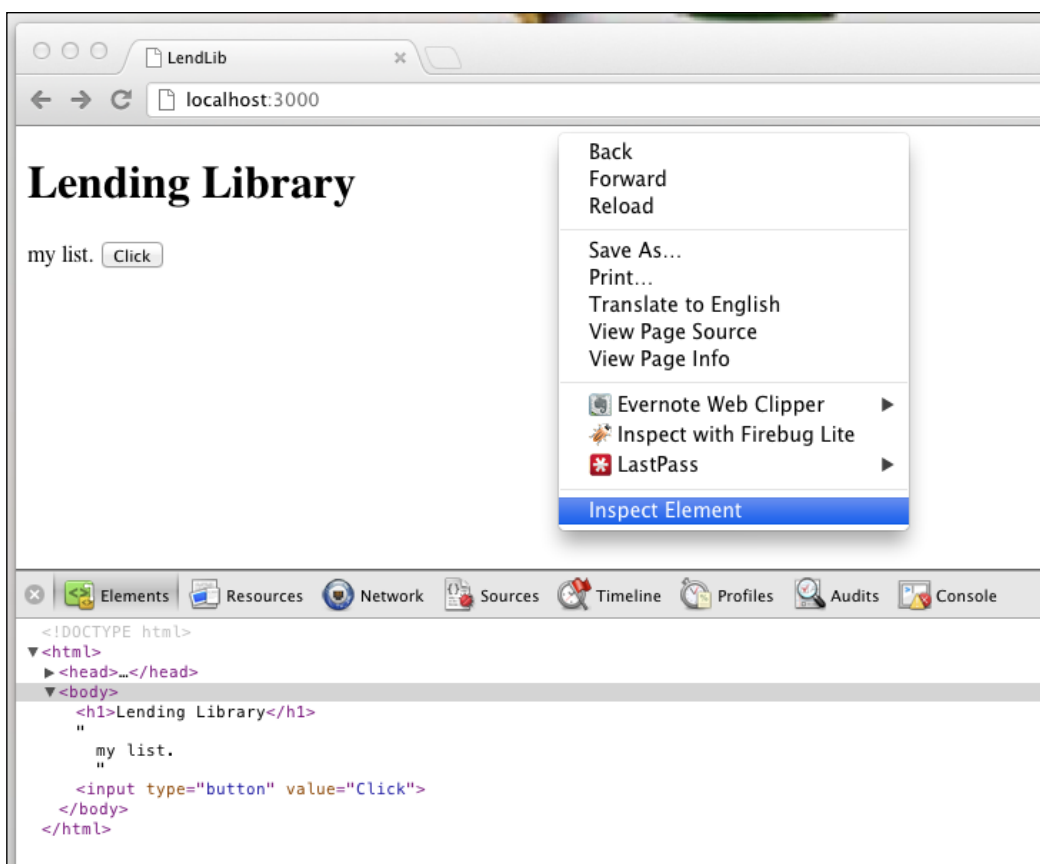 LendLib
localhost:3000
Lending Library
my list. Click
Back
Forward
Reload
Save As...
Print...
Translate to English
View Page Source
View Page Info
Evernote Web Clipper
Inspect with Firebug Lite
LastPass
Inspect Element
Elements Resources Network Sources Timeline Profiles Audits Console
<!DOCTYPE html>
▼<html>
▶<head>…</head>
▼<body>
<h1>Lending Library</h1>
"
my list.
"
<input type="button" value="Click">
</body>
</html>